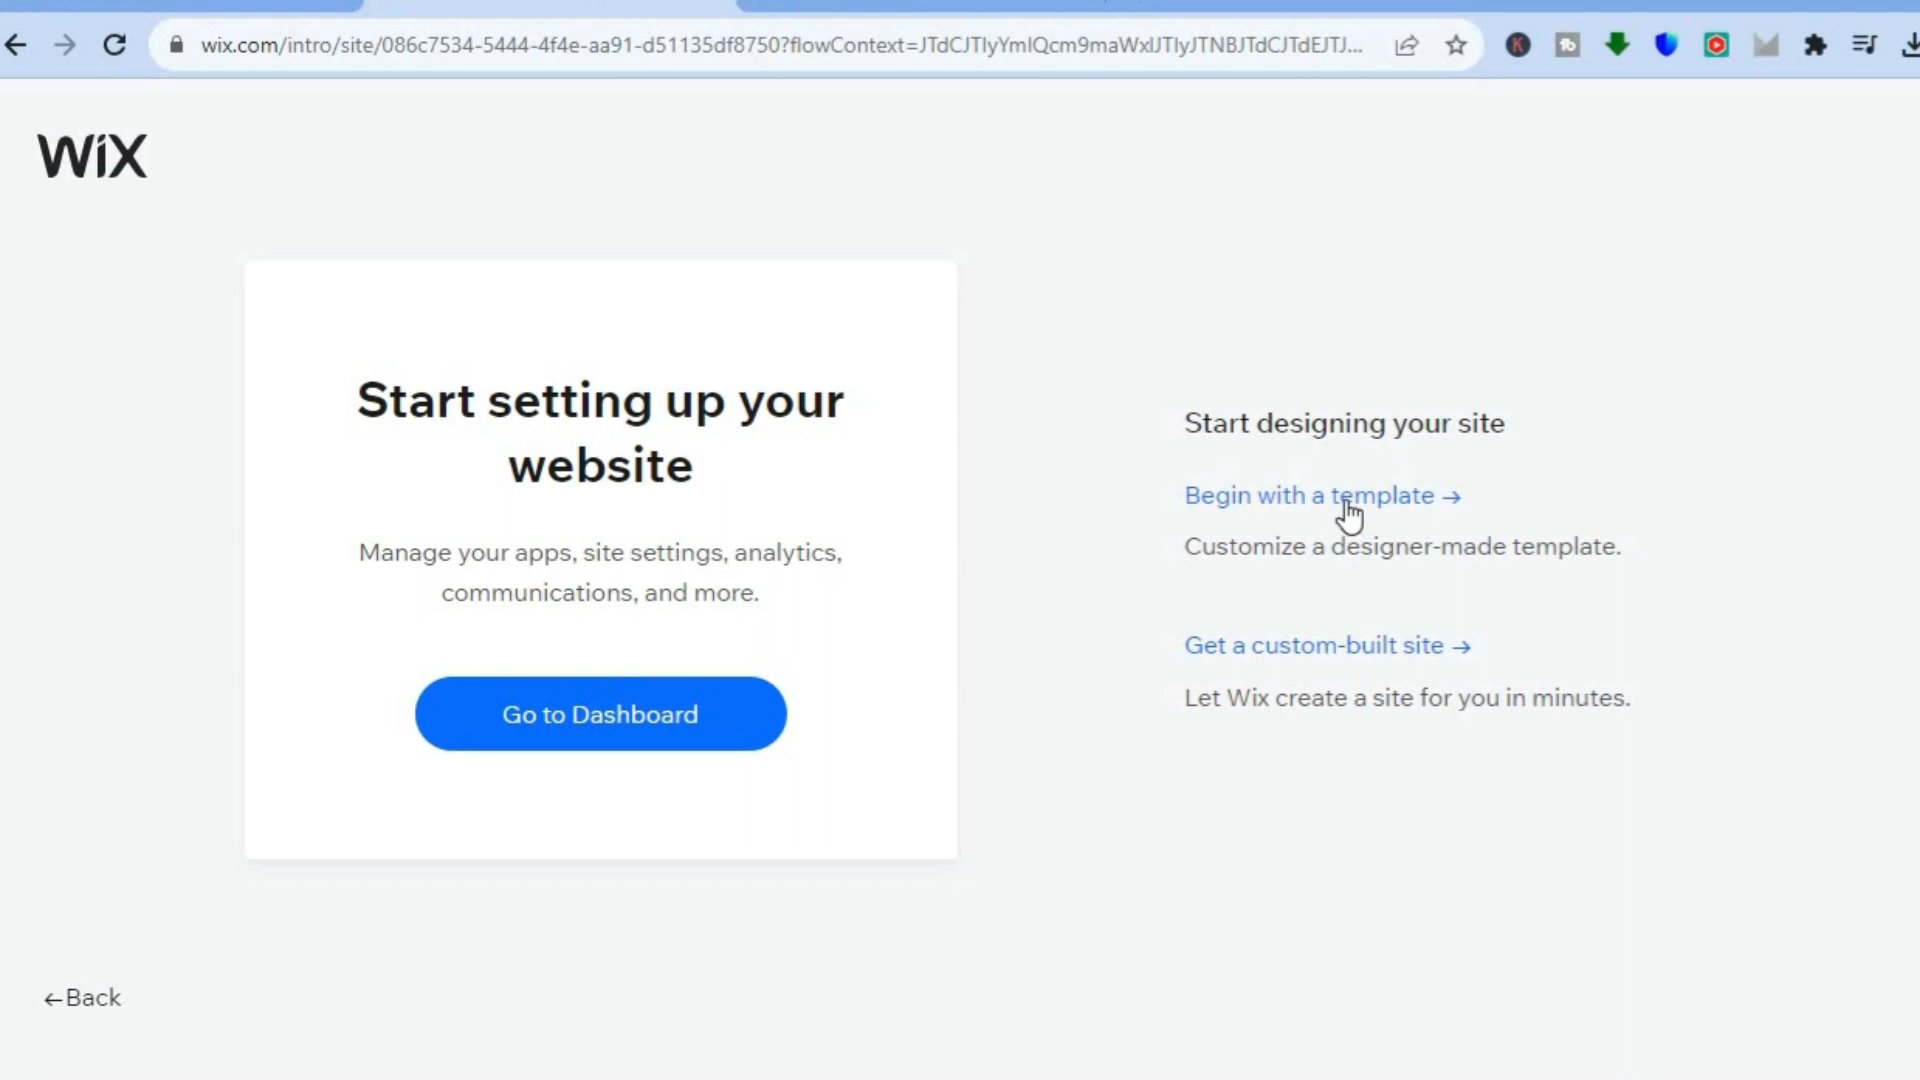 wix.com/intro/site/086c7534-5444-4f4e-aa91-d51135df8750?flowContext=JTdCJTIyYmlQcm9maWxlJTIyJTNBJTdCJTdEJTJ...
WiX
Start setting up your
website
Manage your apps, site settings, analytics,
communications, and more.
Go to Dashboard
Start designing your site
Begin with a template →
Customize a designer-made template.
Get a custom-built site →
Let Wix create a site for you in minutes.
←Back